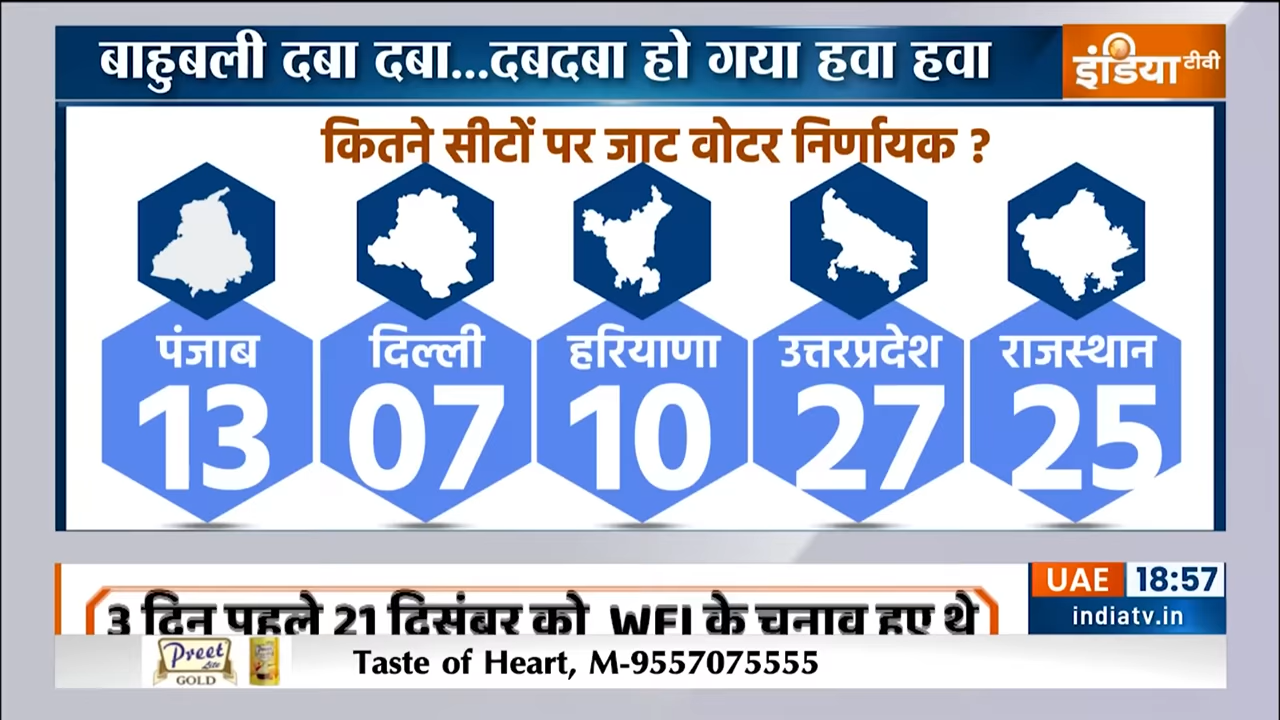 बाहुबली दबा दबा...दबदबा हो गया हवा हवा
इंडिया टीवी
कितने सीटों पर जाट वोटर निर्णायक ?
पंजाब
13
दिल्ली
07
हरियाणा
10
उत्तरप्रदेश
27
राजस्थान
25
3 दिन पहले 21 दिसंबर को WFI के चुनाव हुए थे
UAE 18:57
indiatv.in
Preet
Lite
GOLD
Taste of Heart, M-9557075555